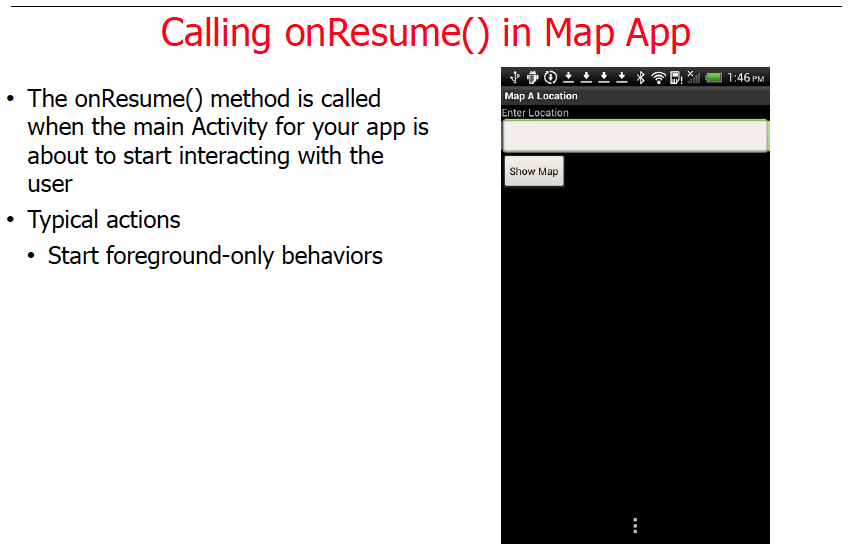 Calling onResume() in Map App
• The onResume() method is called
when the main Activity for your app is
about to start interacting with the
user
• Typical actions
• Start foreground-only behaviors
1:46 PM
Map A Location
Enter Location
Show Map